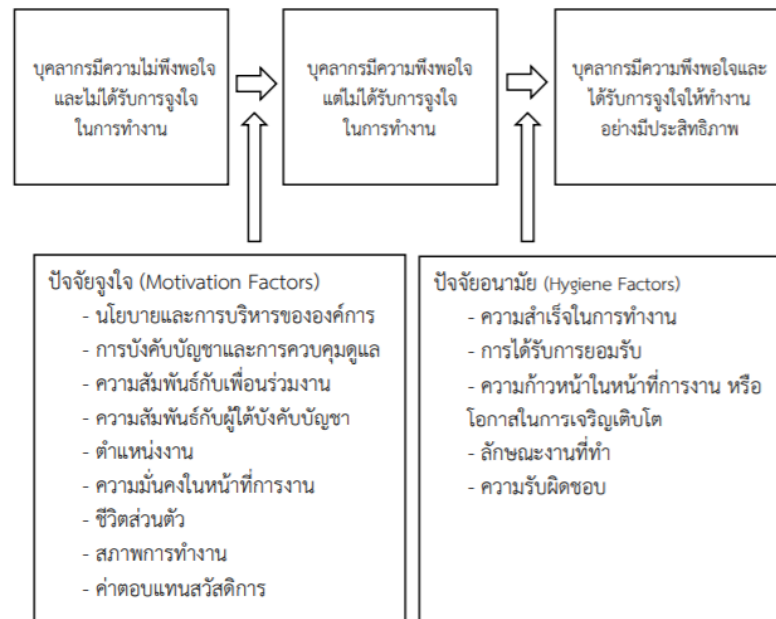 บุคลากรมีความไม่พึงพอใจ
และไม่ได้รับการจูงใจ
ในการทำงาน
บุคลากรมีความพึงพอใจ
แต่ไม่ได้รับการจูงใจ
ในการทำงาน
บุคลากรมีความพึงพอใจและ
ได้รับการจูงใจให้ทำงาน
อย่างมีประสิทธิภาพ
ปัจจัยจูงใจ (Motivation Factors)
- นโยบายและการบริหารขององค์การ
- การบังคับบัญชาและการควบคุมดูแล
- ความสัมพันธ์กับเพื่อนร่วมงาน
- ความสัมพันธ์กับผู้ใต้บังคับบัญชา
- ตำแหน่งงาน
- ความมั่นคงในหน้าที่การงาน
- ชีวิตส่วนตัว
- สภาพการทำงาน
- ค่าตอบแทนสวัสดิการ
ปัจจัยอนามัย (Hygiene Factors)
- ความสำเร็จในการทำงาน
- การได้รับการยอมรับ
- ความก้าวหน้าในหน้าที่การงาน หรือ
โอกาสในการเจริญเติบโต
- ลักษณะงานที่ทำ
- ความรับผิดชอบ